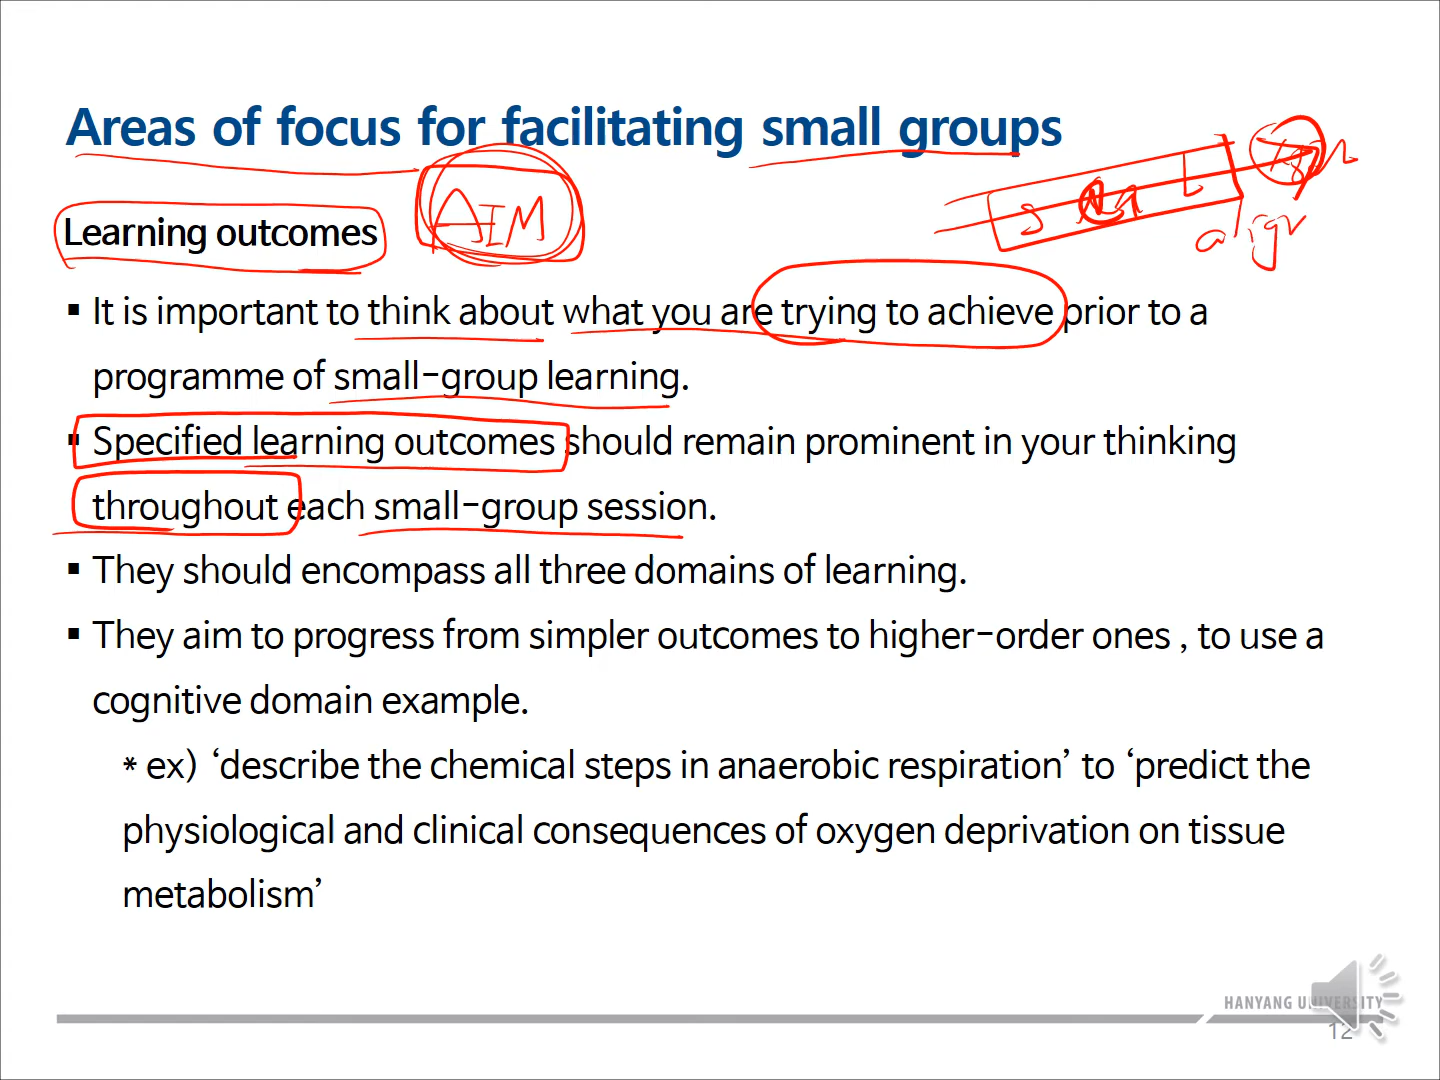 Areas of focus for facilitating small groups
AIM
Learning outcomes
▪ It is important to think about what you are trying to achieve prior to a
programme of small-group learning.
▪ Specified learning outcomes should remain prominent in your thinking
throughout each small-group session.
▪ They should encompass all three domains of learning.
▪ They aim to progress from simpler outcomes to higher-order ones , to use a
cognitive domain example.
* ex) ‘describe the chemical steps in anaerobic respiration’ to ‘predict the
physiological and clinical consequences of oxygen deprivation on tissue
metabolism’
HANYANG UNIVERSITY
12